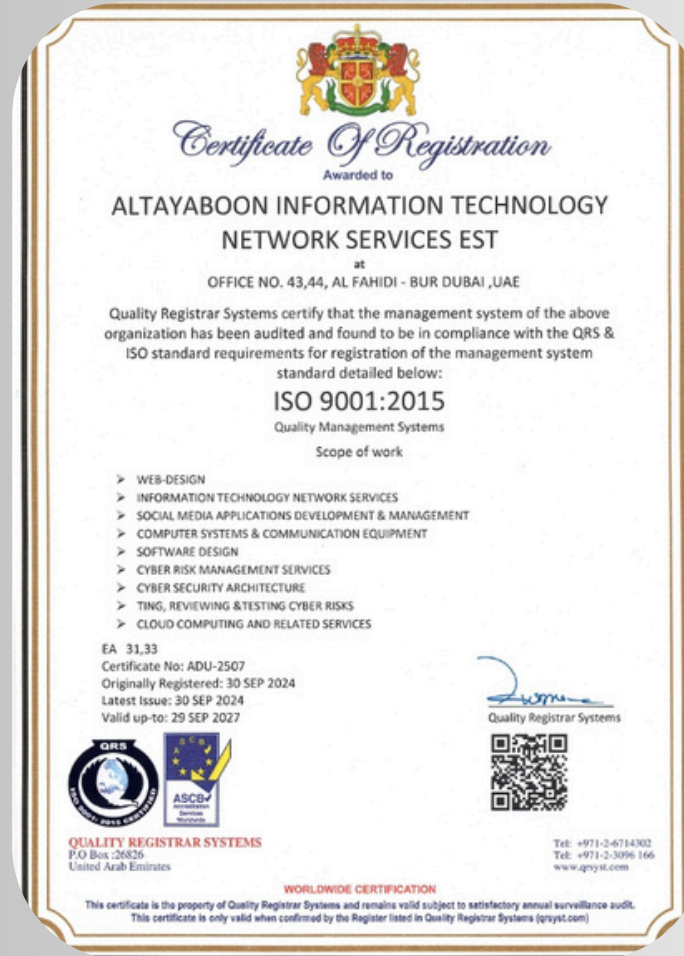 Certificate Of Registration
Awarded to
ALTAYABOON INFORMATION TECHNOLOGY
NETWORK SERVICES EST
at
OFFICE NO. 43,44, AL FAHIDI - BUR DUBAI ,UAE
Quality Registrar Systems certify that the management system of the above
organization has been audited and found to be in compliance with the QRS &
ISO standard requirements for registration of the management system
standard detailed below:
ISO 9001:2015
Quality Management Systems
Scope of work
➢ WEB-DESIGN
➢ INFORMATION TECHNOLOGY NETWORK SERVICES
➢ SOCIAL MEDIA APPLICATIONS DEVELOPMENT & MANAGEMENT
➢ COMPUTER SYSTEMS & COMMUNICATION EQUIPMENT
➢ SOFTWARE DESIGN
➢ CYBER RISK MANAGEMENT SERVICES
➢ CYBER SECURITY ARCHITECTURE
➢ TING, REVIEWING &TESTING CYBER RISKS
➢ CLOUD COMPUTING AND RELATED SERVICES
EA 31,33
Certificate No: ADU-2507
Originally Registered: 30 SEP 2024
Latest Issue: 30 SEP 2024
Valid up-to: 29 SEP 2027
Quality Registrar Systems
QRS
ISO 9001: 2015 CERTIFIED
ASCB
Accreditation
Services
Worldwide
QUALITY REGISTRAR SYSTEMS
P.O Box :26826
United Arab Emirates
Tel: +971-2-6714302
Tel: +971-2-3096 166
www.qrsyst.com
WORLDWIDE CERTIFICATION
This certificate is the property of Quality Registrar Systems and remains valid subject to satisfactory annual surveillance audit.
This certificate is only valid when confirmed by the Register listed in Quality Registrar Systems (qrsyst.com)